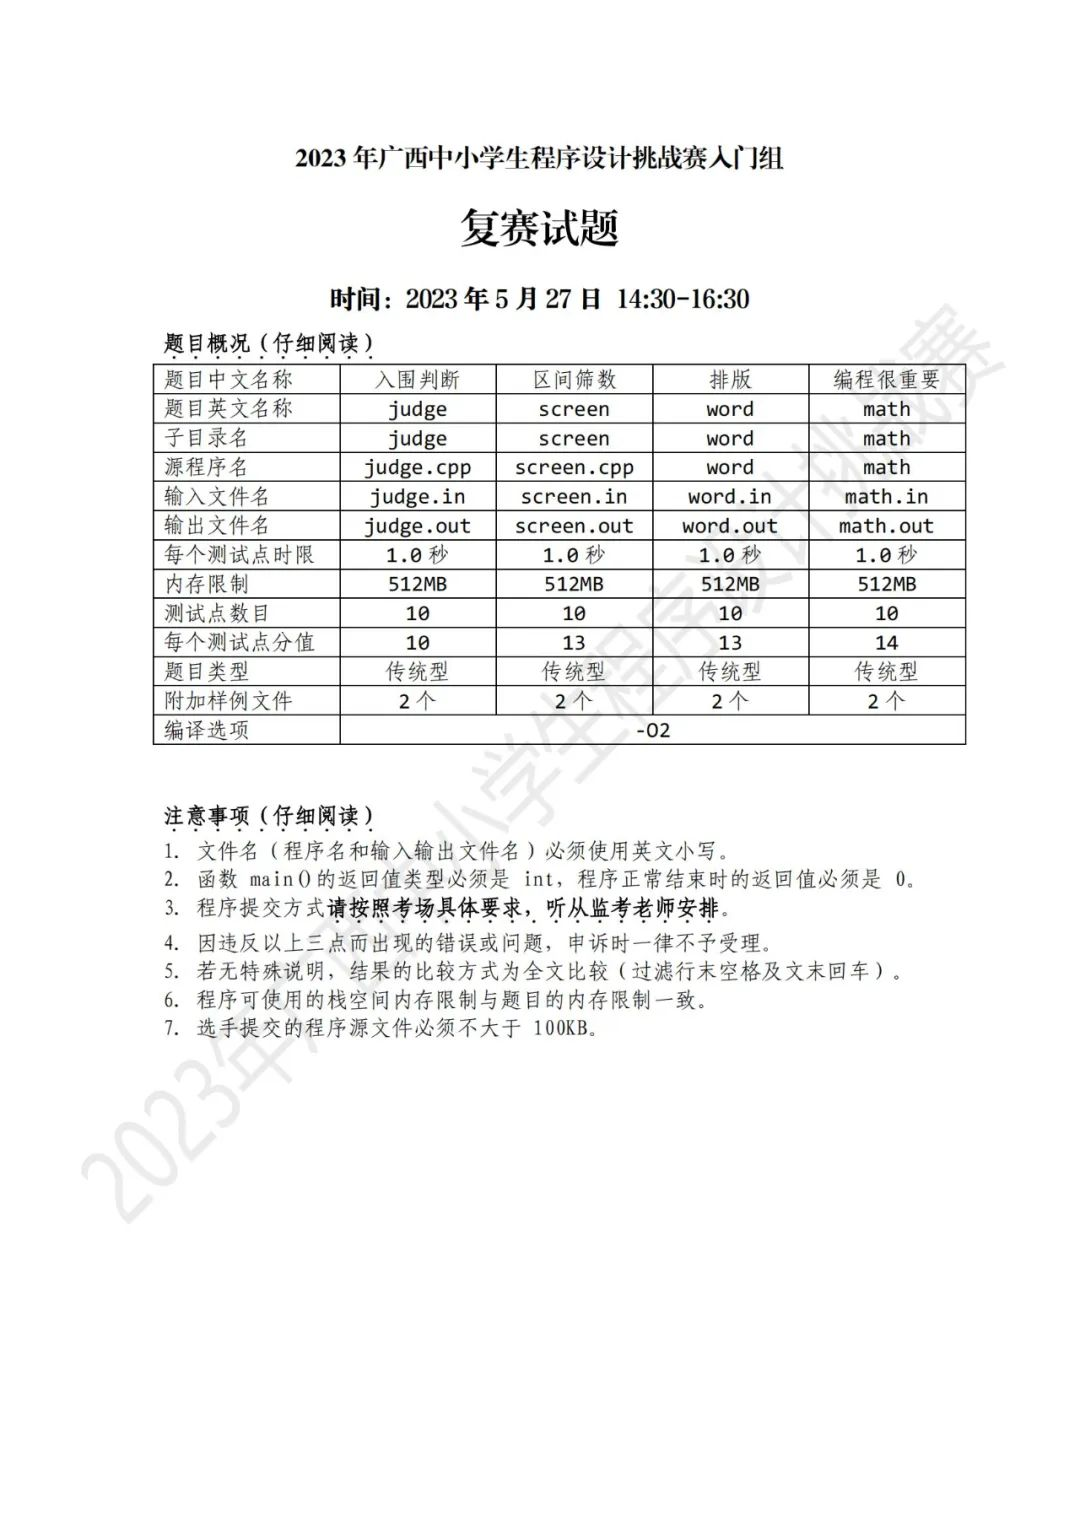 2023 年广西中小学生程序设计挑战赛入门组
复赛试题
时间：2023 年 5 月 27 日 14:30-16:30
题目概况（仔细阅读）
题目中文名称 入围判断 区间筛数 排版 编程很重要
题目英文名称 judge screen word math
子目录名 judge screen word math
源程序名 judge.cpp screen.cpp word math
输入文件名 judge.in screen.in word.in math.in
输出文件名 judge.out screen.out word.out math.out
每个测试点时限 1.0 秒 1.0 秒 1.0 秒 1.0 秒
内存限制 512MB 512MB 512MB 512MB
测试点数目 10 10 10 10
每个测试点分值 10 13 13 14
题目类型 传统型 传统型 传统型 传统型
附加样例文件 2 个 2 个 2 个 2 个
编译选项 -O2
注意事项（仔细阅读）
1. 文件名（程序名和输入输出文件名）必须使用英文小写。
2. 函数 main()的返回值类型必须是 int，程序正常结束时的返回值必须是 0。
3. 程序提交方式请按照考场具体要求，听从监考老师安排。
4. 因违反以上三点而出现的错误或问题，申诉时一律不予受理。
5. 若无特殊说明，结果的比较方式为全文比较（过滤行末空格及文末回车）。
6. 程序可使用的栈空间内存限制与题目的内存限制一致。
7. 选手提交的程序源文件必须不大于 100KB。
2023年广西中小学生程序设计挑战赛